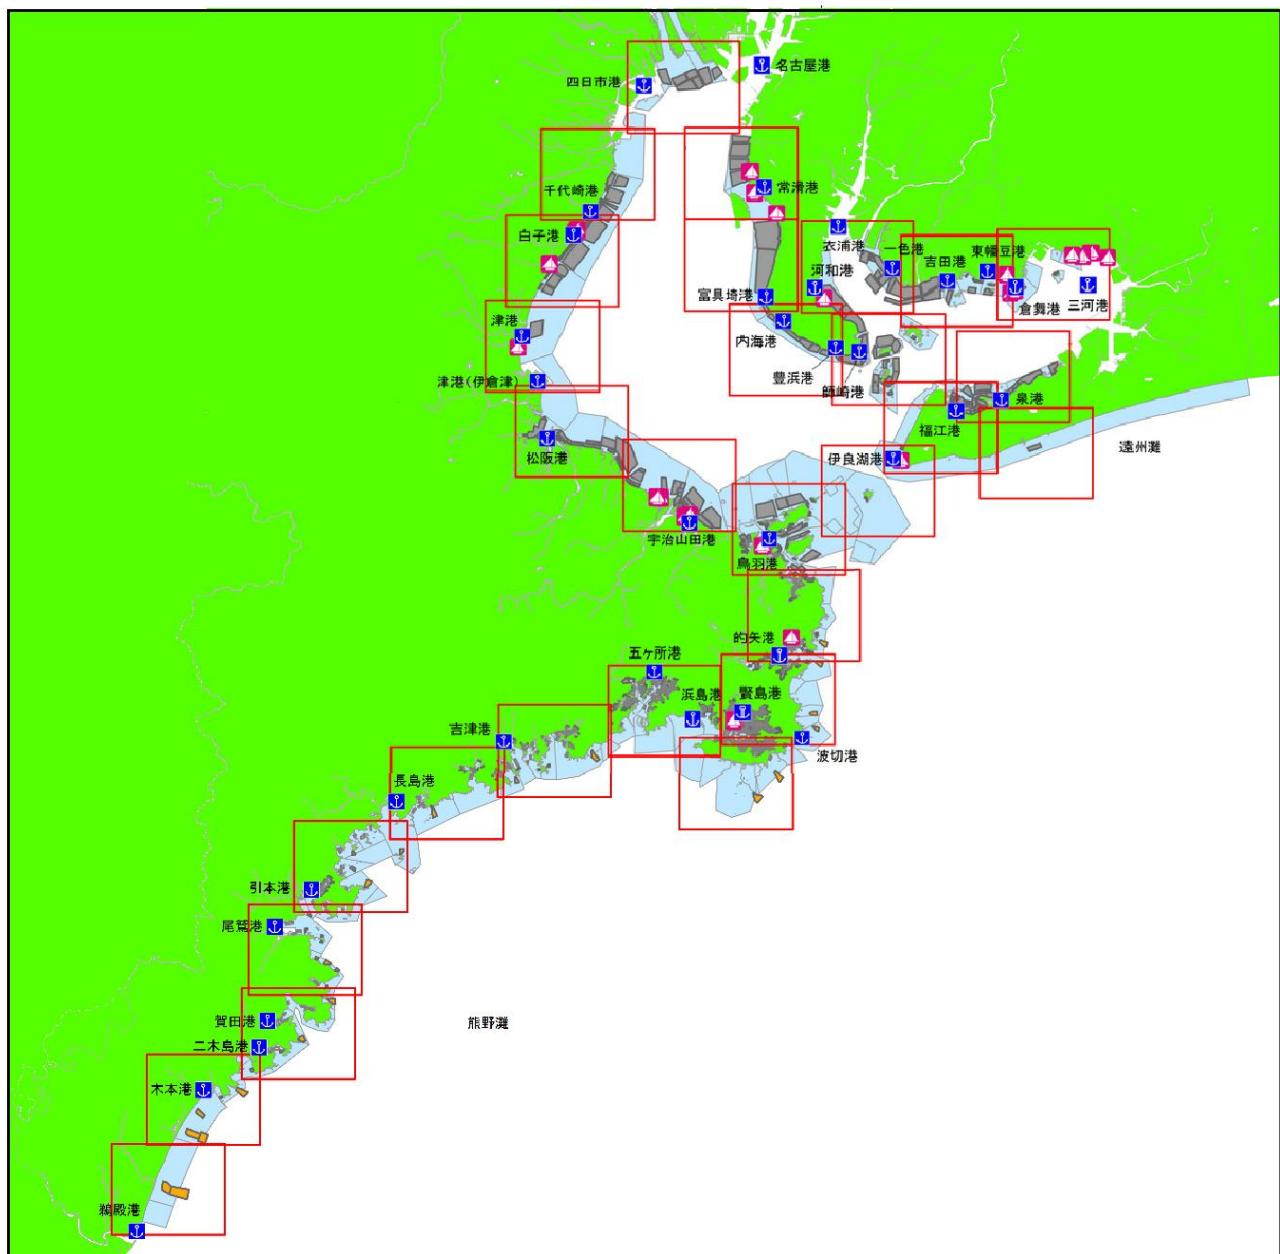 名古屋港
四日市港
常滑港
千代崎港
白子港
衣浦港
一色港
東幡豆港
吉田港
河和港
三河港
倉舞港
富具埼港
津港
内海港
豊浜港
津港(伊倉津)
師崎港
泉港
福江港
遠州灘
松阪港
伊良湖港
宇治山田港
鳥羽港
的矢港
五ヶ所港
浜島港
賢島港
吉津港
波切港
長島港
引本港
尾鷲港
賀田港
熊野灘
二木島港
木本港
鵜殿港